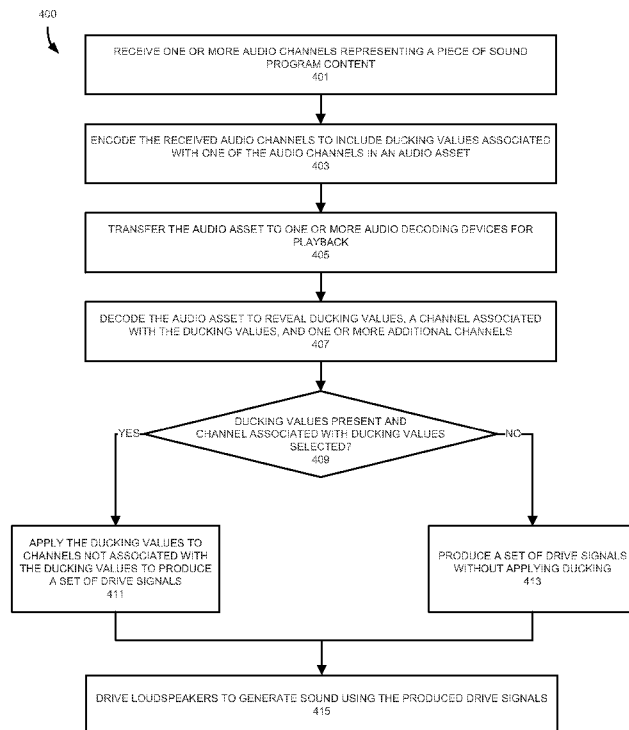 400
RECEIVE ONE OR MORE AUDIO CHANNELS REPRESENTING A PIECE OF SOUND
PROGRAM CONTENT
401
ENCODE THE RECEIVED AUDIO CHANNELS TO INCLUDE DUCKING VALUES ASSOCIATED
WITH ONE OF THE AUDIO CHANNELS IN AN AUDIO ASSET
403
TRANSFER THE AUDIO ASSET TO ONE OR MORE AUDIO DECODING DEVICES FOR
PLAYBACK
405
DECODE THE AUDIO ASSET TO REVEAL DUCKING VALUES, A CHANNEL ASSOCIATED
WITH THE DUCKING VALUES, AND ONE OR MORE ADDITIONAL CHANNELS
407
DUCKING VALUES PRESENT AND
CHANNEL ASSOCIATED WITH DUCKING VALUES
SELECTED?
409
YES
NO
APPLY THE DUCKING VALUES TO
CHANNELS NOT ASSOCIATED WITH
THE DUCKING VALUES TO PRODUCE
A SET OF DRIVE SIGNALS
411
PRODUCE A SET OF DRIVE SIGNALS
WITHOUT APPLYING DUCKING
413
DRIVE LOUDSPEAKERS TO GENERATE SOUND USING THE PRODUCED DRIVE SIGNALS
415